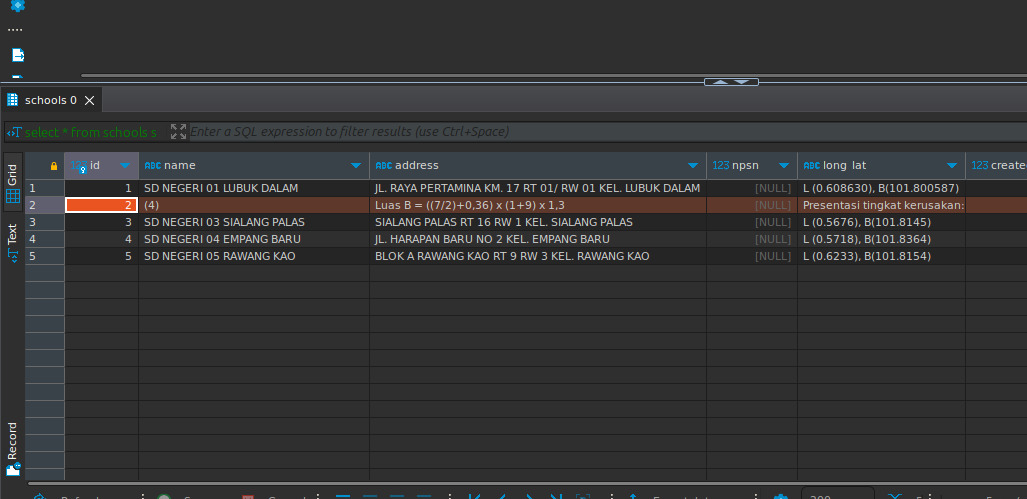 schools 0
select * from schools s Enter a SQL expression to filter results (use Ctrl+Space)
Grid
Text
Record
123 id ABC name ABC address 123 npsn ABC long_lat 123 create
1 1 SD NEGERI 01 LUBUK DALAM JL. RAYA PERTAMINA KM. 17 RT 01/ RW 01 KEL. LUBUK DALAM [NULL] L (0.608630), B(101.800587)
2 2 (4) Luas B = ((7/2)+0,36) x (1+9) x 1,3 [NULL] Presentasi tingkat kerusakan:
3 3 SD NEGERI 03 SIALANG PALAS SIALANG PALAS RT 16 RW 1 KEL. SIALANG PALAS [NULL] L (0.5676), B(101.8145)
4 4 SD NEGERI 04 EMPANG BARU JL. HARAPAN BARU NO 2 KEL. EMPANG BARU [NULL] L (0.5718), B(101.8364)
5 5 SD NEGERI 05 RAWANG KAO BLOK A RAWANG KAO RT 9 RW 3 KEL. RAWANG KAO [NULL] L (0.6233), B(101.8154)